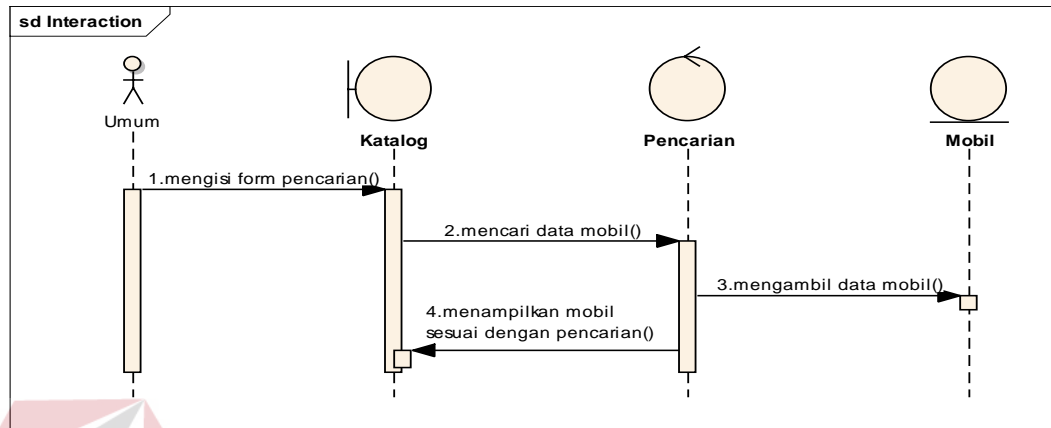 sd Interaction
Umum
Katalog
Pencarian
Mobil
1.mengisi form pencarian()
2.mencari data mobil()
3.mengambil data mobil()
4.menampilkan mobil
sesuai dengan pencarian()